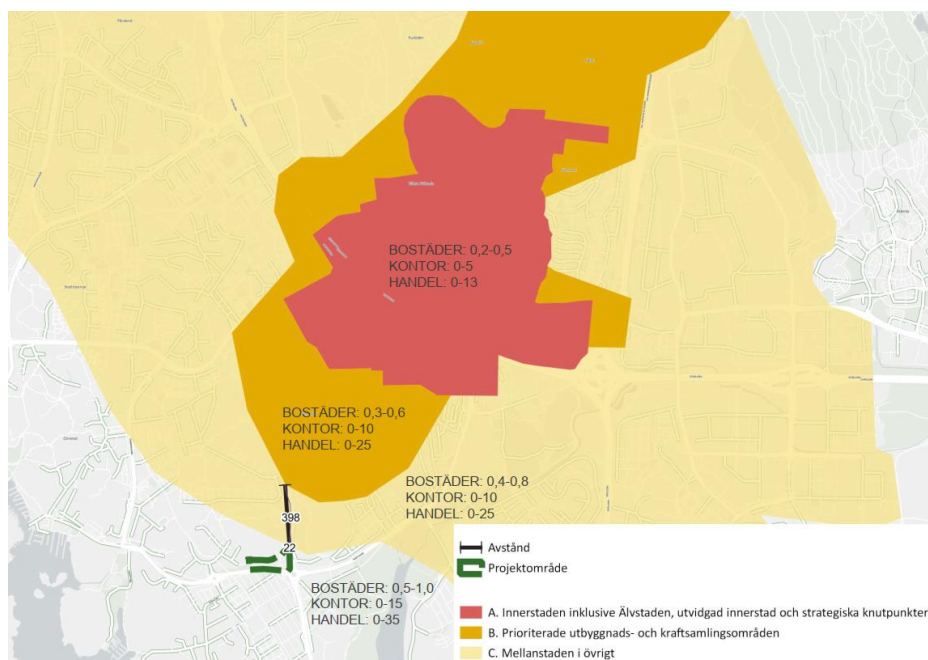 BOSTÄDER: 0,2-0,5
KONTOR: 0-5
HANDEL: 0-13
BOSTÄDER: 0,3-0,6
KONTOR: 0-10
HANDEL: 0-25
BOSTÄDER: 0,4-0,8
KONTOR: 0-10
HANDEL: 0-25
398
22
BOSTÄDER: 0,5-1,0
KONTOR: 0-15
HANDEL: 0-35
Avstånd
Projektområde
A. Innerstaden inklusive Älvstaden, utvidgad innerstad och strategiska knutpunkter
B. Prioriterade utbyggnads- och kraftsamlingsområden
C. Mellanstaden i övrigt